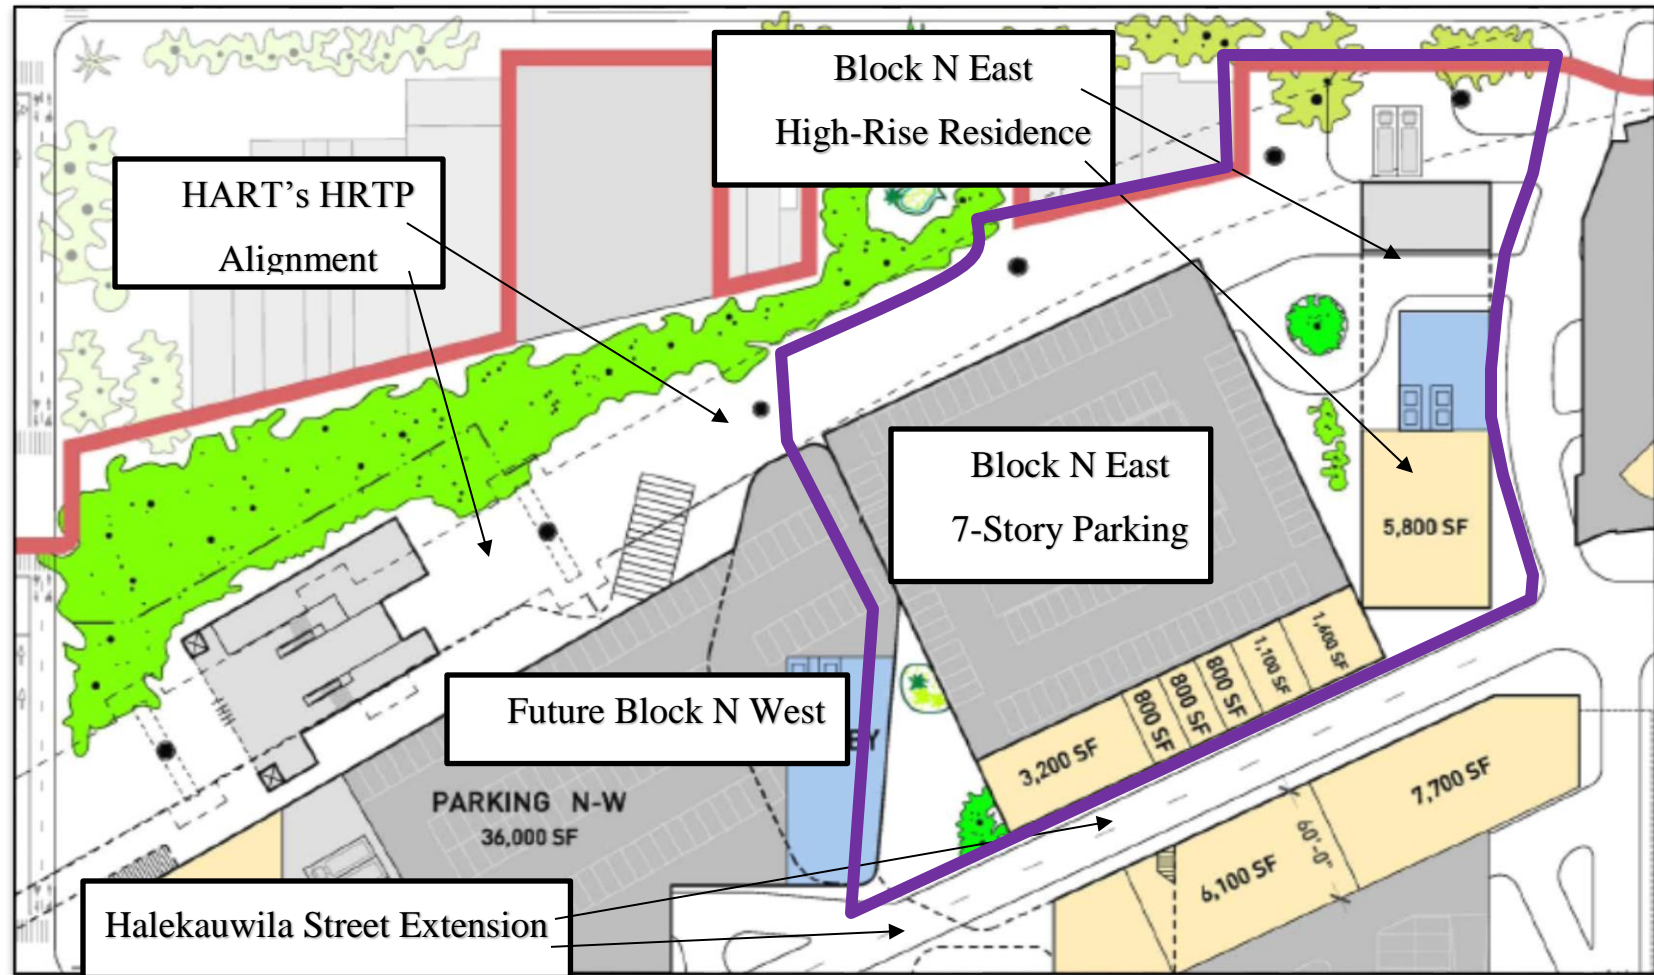 Block N East
High-Rise Residence
HART's HRTP
Alignment
Block N East
7-Story Parking
5,800 SF
1,600 SF
1,100 SF
800 SF
800 SF
800 SF
3,200 SF
Future Block N West
BY
PARKING N-W
36,000 SF
7,700 SF
60'-0"
6,100 SF
Halekauwila Street Extension